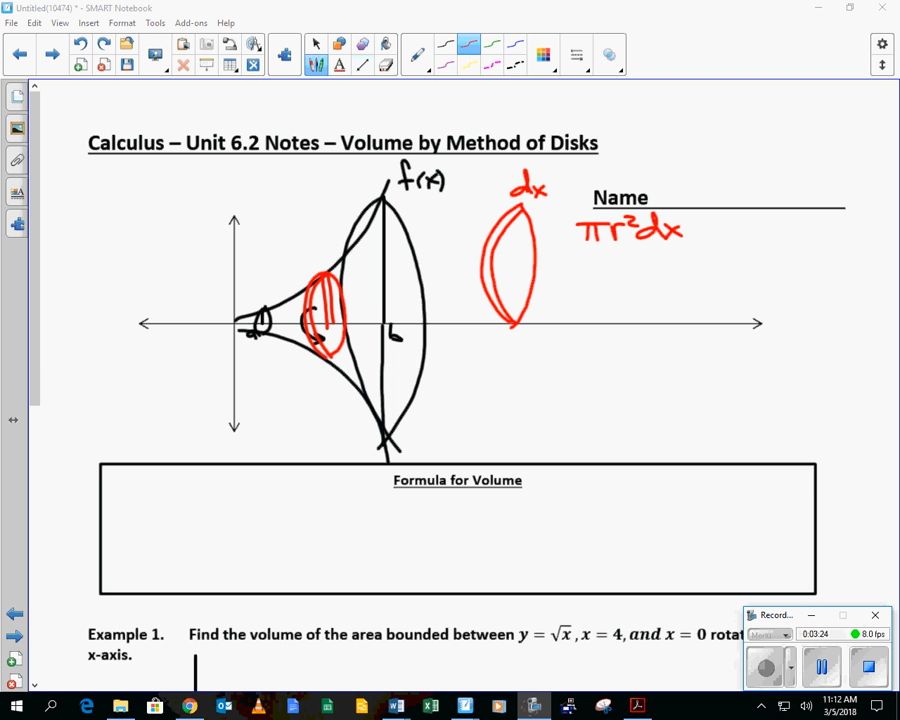 Untitled(10474) * - SMART Notebook
File Edit View Insert Format Tools Add-ons Help
Calculus – Unit 6.2 Notes – Volume by Method of Disks
f(x)
dx
Name
πr²dx
a
b
Formula for Volume
Example 1. Find the volume of the area bounded between y = √x, x = 4, and x = 0 rotat
x-axis.
Record...
Menu
0:03:24
8.0 fps
11:12 AM
3/5/2018